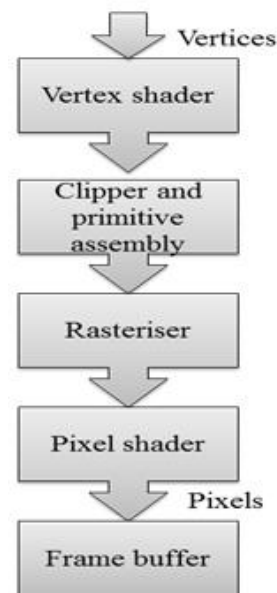 Vertices
Vertex shader
Clipper and
primitive
assembly
Rasteriser
Pixel shader
Pixels
Frame buffer